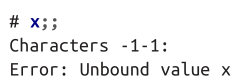 # x;;
Characters -1-1:
Error: Unbound value x